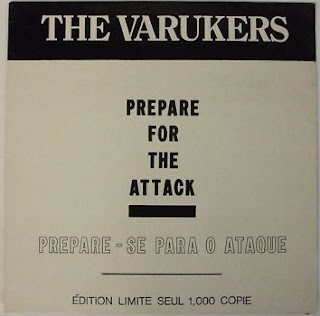 THE VARUKERS
PREPARE
FOR
THE
ATTACK
PREPARE - SE PARA O ATAQUE
ÉDITION LIMITE SEUL 1,000 COPIE